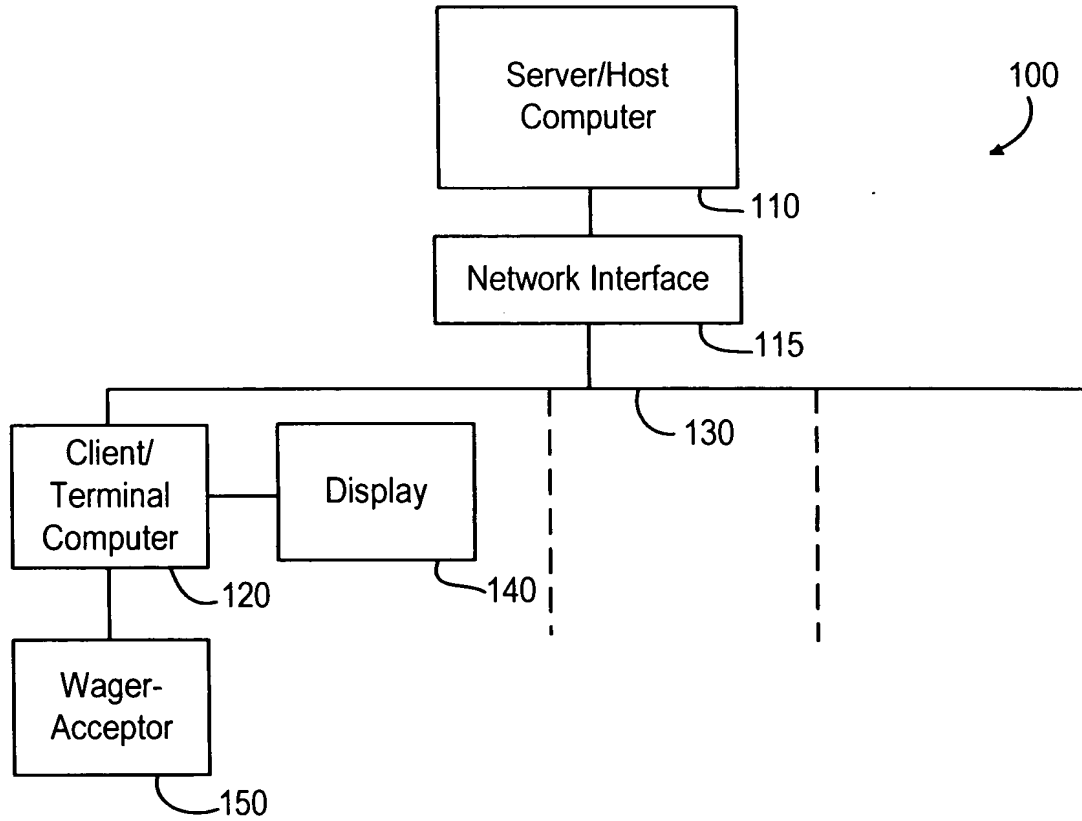 Server/Host
Computer
100
110
Network Interface
115
130
Client/
Terminal
Computer
Display
120
140
Wager-
Acceptor
150